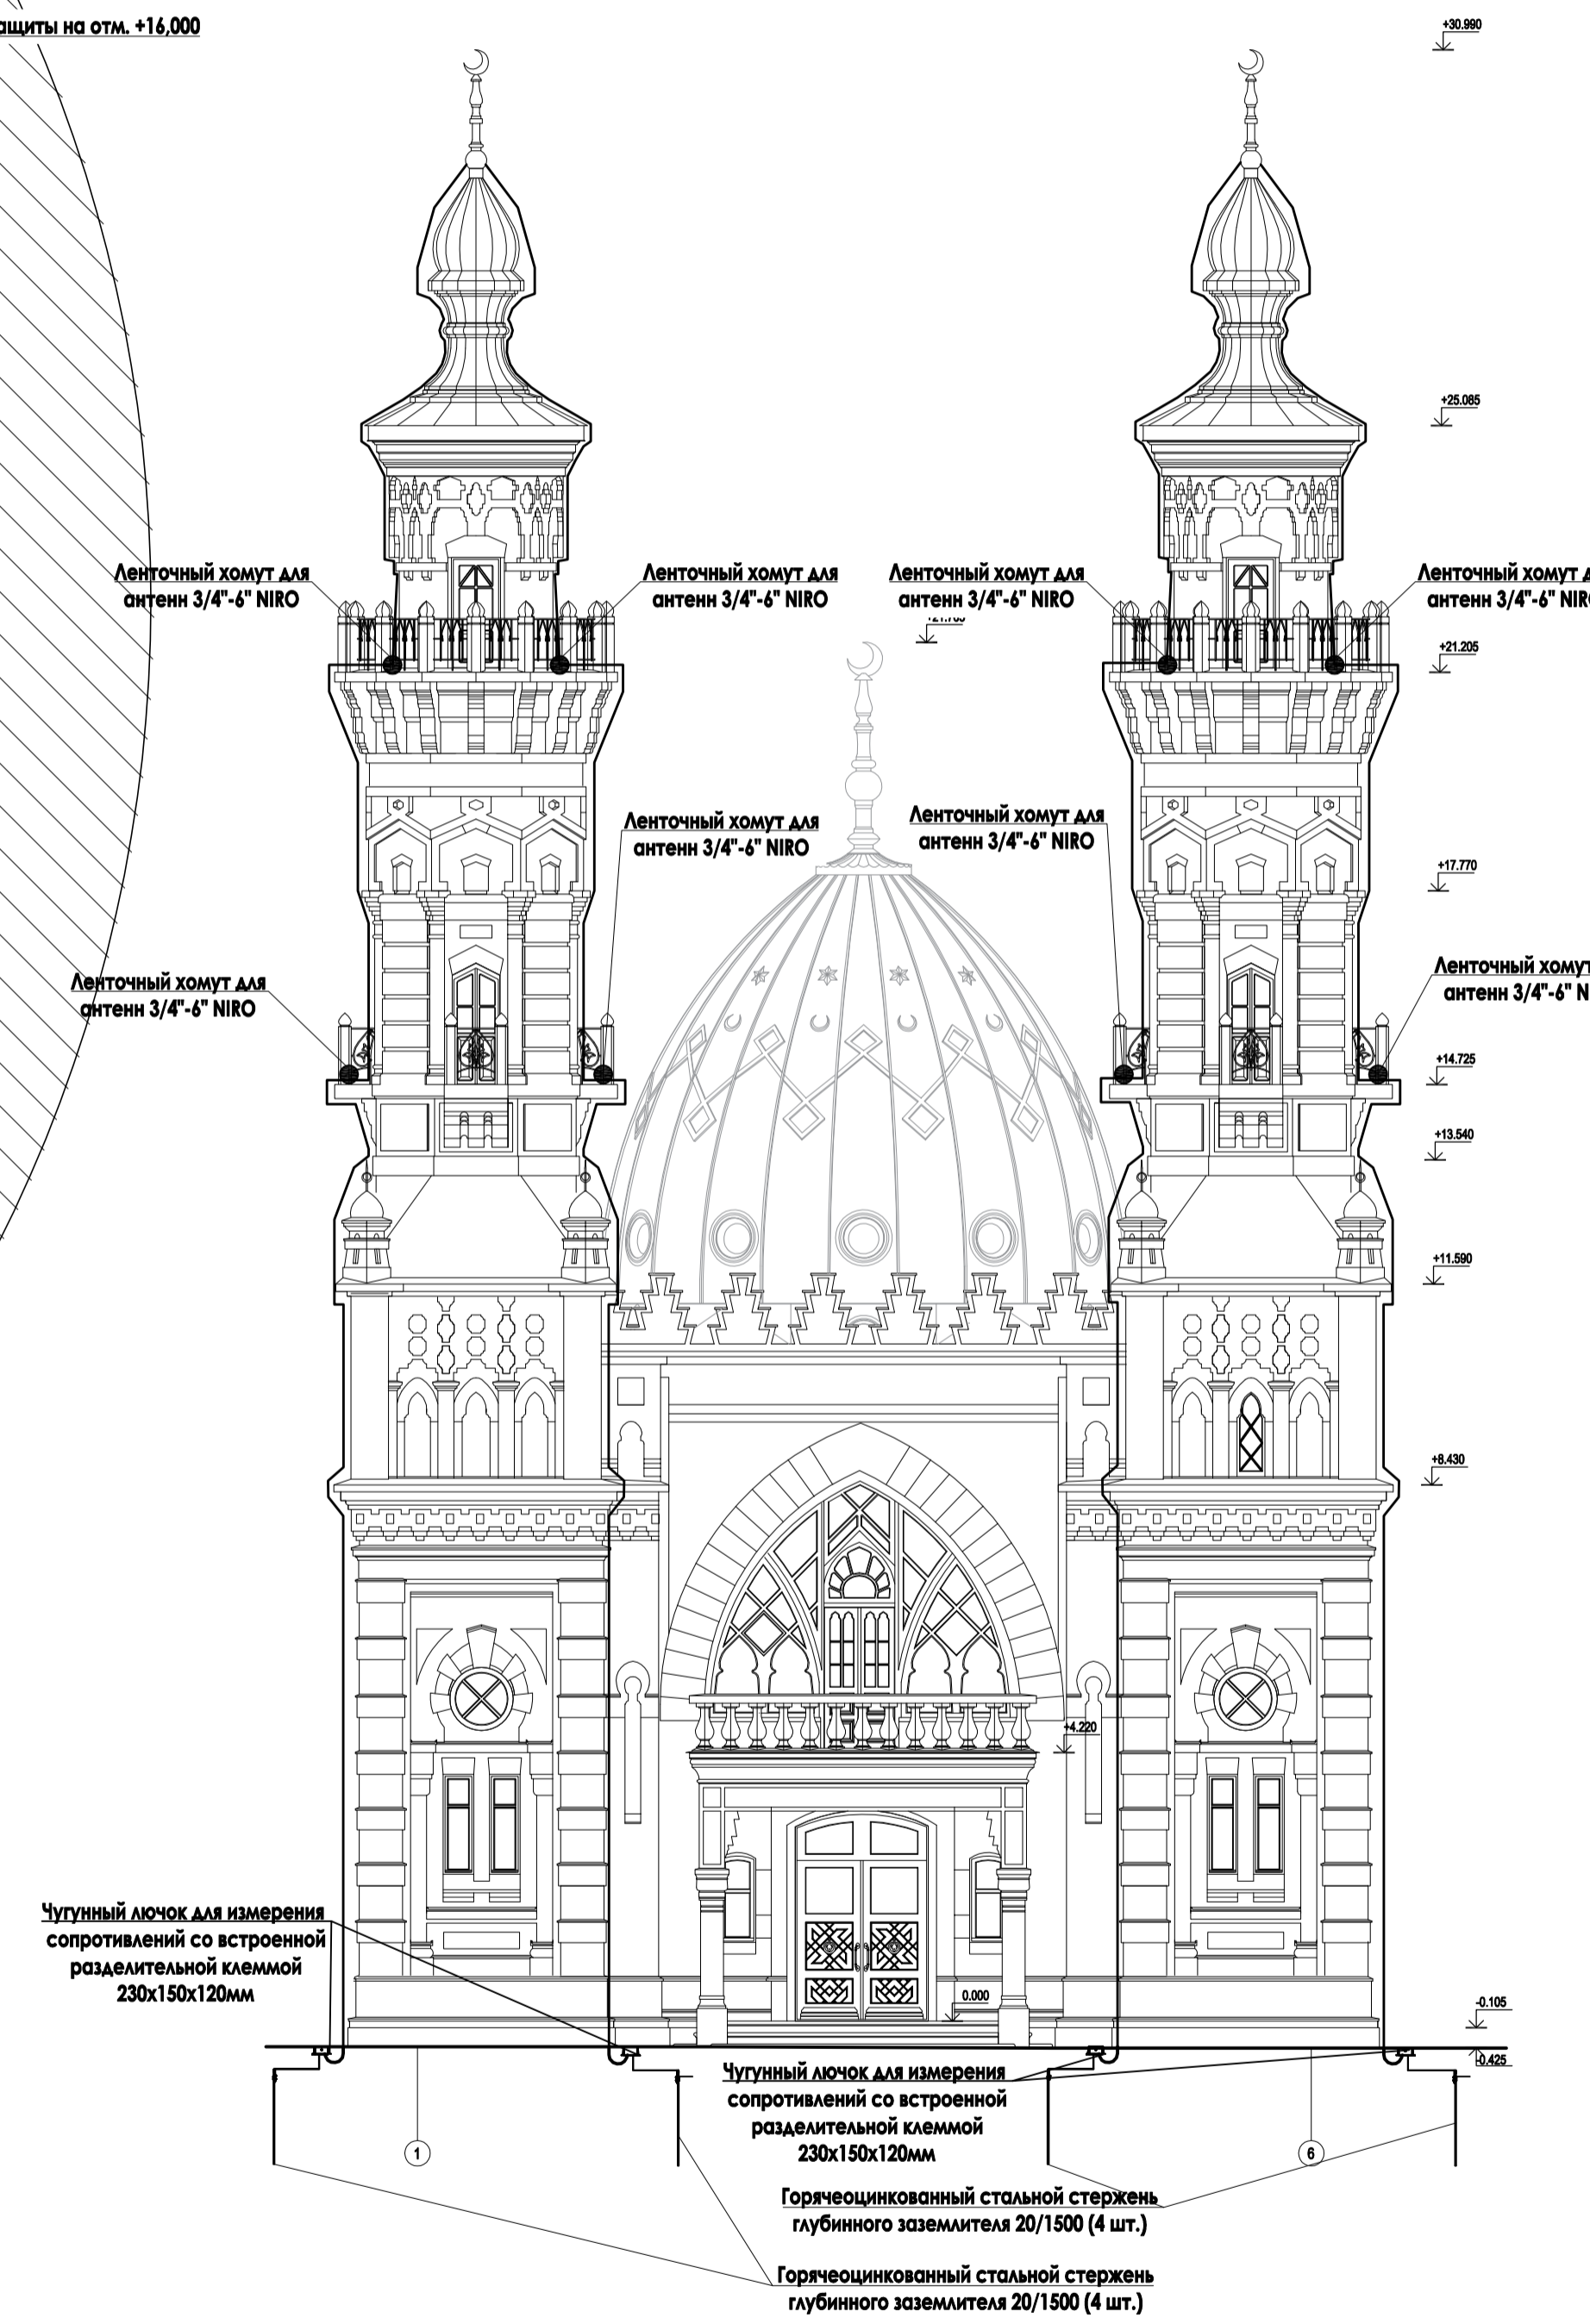 ащиты на отм. +16,000
+30.990
+25.085
Ленточный хомут для
антенн 3/4"-6" NIRO
Ленточный хомут для
антенн 3/4"-6" NIRO
Ленточный хомут для
антенн 3/4"-6" NIRO
Ленточный хомут
антенн 3/4"-6"
+21.205
Ленточный хомут для
антенн 3/4"-6" NIRO
Ленточный хомут для
антенн 3/4"-6" NIRO
+17.770
Ленточный хомут для
антенн 3/4"-6" NIRO
Ленточный хомут
антенн 3/4"-6"
+14.725
+13.540
+11.590
+8.430
+4.220
Чугунный лючок для измерения
сопротивлений со встроенной
разделительной клеммой
230х150х120мм
0.000
-0.105
-0.425
Чугунный лючок для измерения
сопротивлений со встроенной
разделительной клеммой
230х150х120мм
1
6
Горячеоцинкованный стальной стержень
глубинного заземлителя 20/1500 (4 шт.)
Горячеоцинкованный стальной стержень
глубинного заземлителя 20/1500 (4 шт.)